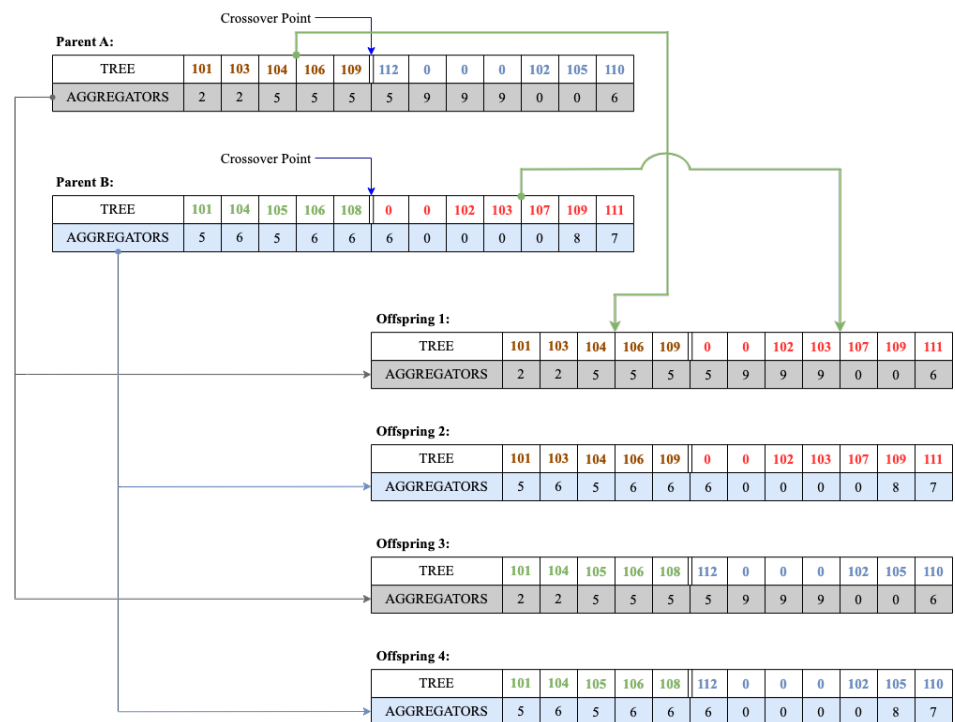 Crossover Point
Parent A:
TREE 101 103 104 106 109 112 0 0 0 102 105 110
AGGREGATORS 2 2 5 5 5 5 9 9 9 0 0 6
Crossover Point
Parent B:
TREE 101 104 105 106 108 0 0 102 103 107 109 111
AGGREGATORS 5 6 5 6 6 6 0 0 0 0 8 7
Offspring 1:
TREE 101 103 104 106 109 0 0 102 103 107 109 111
AGGREGATORS 2 2 5 5 5 5 9 9 9 0 0 6
Offspring 2:
TREE 101 103 104 106 109 0 0 102 103 107 109 111
AGGREGATORS 5 6 5 6 6 6 0 0 0 0 8 7
Offspring 3:
TREE 101 104 105 106 108 112 0 0 0 102 105 110
AGGREGATORS 2 2 5 5 5 5 9 9 9 0 0 6
Offspring 4:
TREE 101 104 105 106 108 112 0 0 0 102 105 110
AGGREGATORS 5 6 5 6 6 6 0 0 0 0 8 7